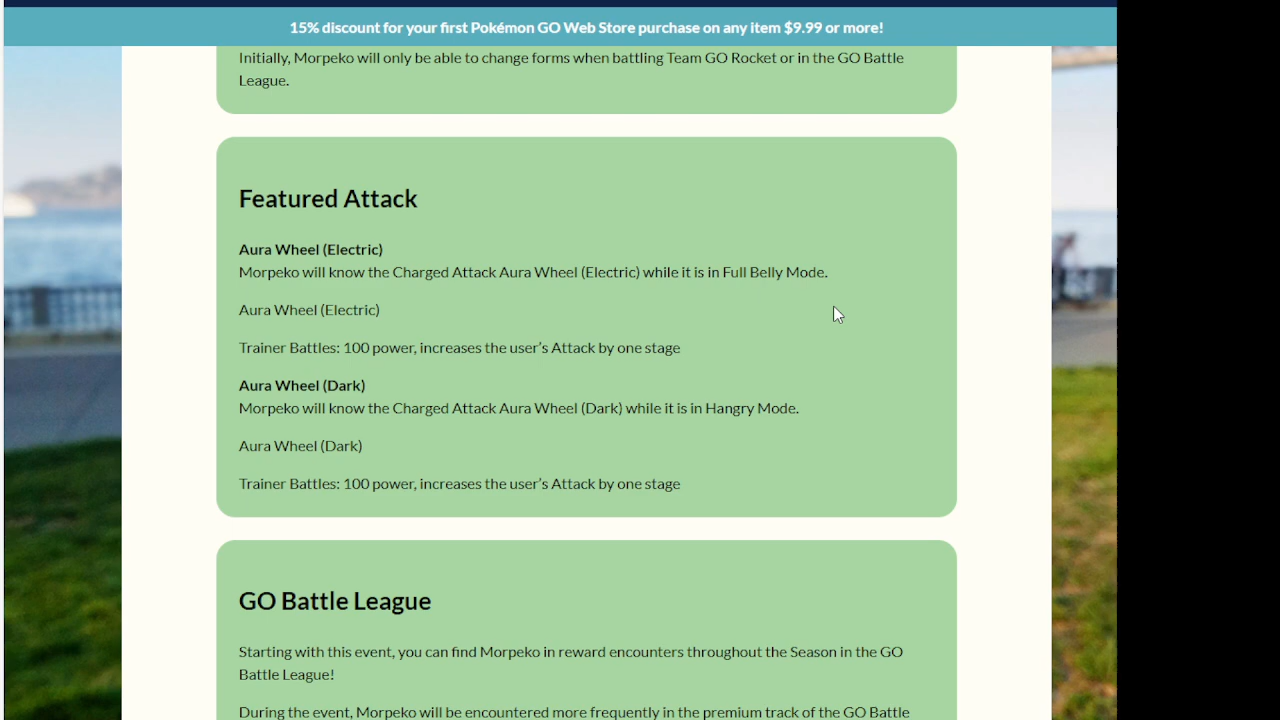 15% discount for your first Pokémon GO Web Store purchase on any item $9.99 or more!
Initially, Morpeko will only be able to change forms when battling Team GO Rocket or in the GO Battle
League.
Featured Attack
Aura Wheel (Electric)
Morpeko will know the Charged Attack Aura Wheel (Electric) while it is in Full Belly Mode.
Aura Wheel (Electric)
Trainer Battles: 100 power, increases the user’s Attack by one stage
Aura Wheel (Dark)
Morpeko will know the Charged Attack Aura Wheel (Dark) while it is in Hangry Mode.
Aura Wheel (Dark)
Trainer Battles: 100 power, increases the user’s Attack by one stage
GO Battle League
Starting with this event, you can find Morpeko in reward encounters throughout the Season in the GO
Battle League!
During the event, Morpeko will be encountered more frequently in the premium track of the GO Battle